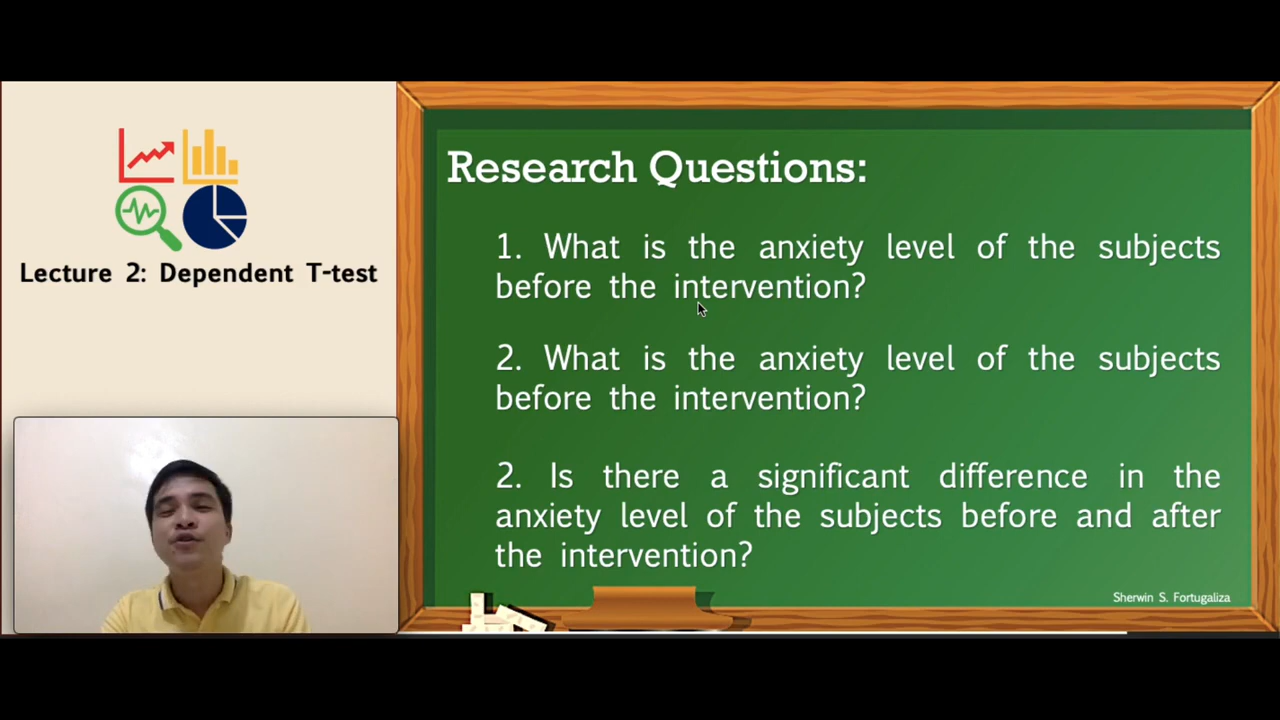 Lecture 2: Dependent T-test
Research Questions:
1. What is the anxiety level of the subjects
before the intervention?
2. What is the anxiety level of the subjects
before the intervention?
2. Is there a significant difference in the
anxiety level of the subjects before and after
the intervention?
Sherwin S. Fortugaliza